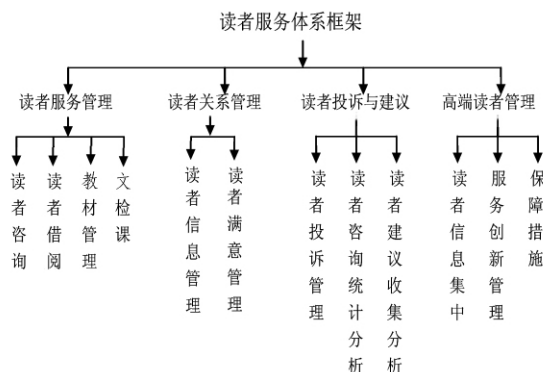 读者服务体系框架
读者服务管理
读者关系管理
读者投诉与建议
高端读者管理
读者咨询
读者借阅
教材管理
文检课
读者信息管理
读者满意管理
读者投诉管理
读者咨询统计分析
读者建议收集分析
读者信息集中
服务创新管理
保障措施